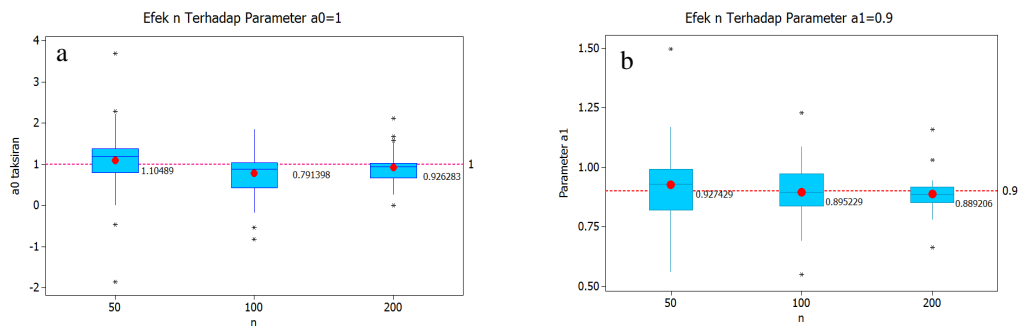 Efek n Terhadap Parameter a0=1
a
a0 taksiran
4
3
2
1
0
-1
-2
1.10489
0.791398
0.926283
1
50 100 200
n
Efek n Terhadap Parameter a1=0.9
b
Parameter a1
1.50
1.25
1.00
0.75
0.50
0.927429
0.895229
0.889206
0.9
50 100 200
n